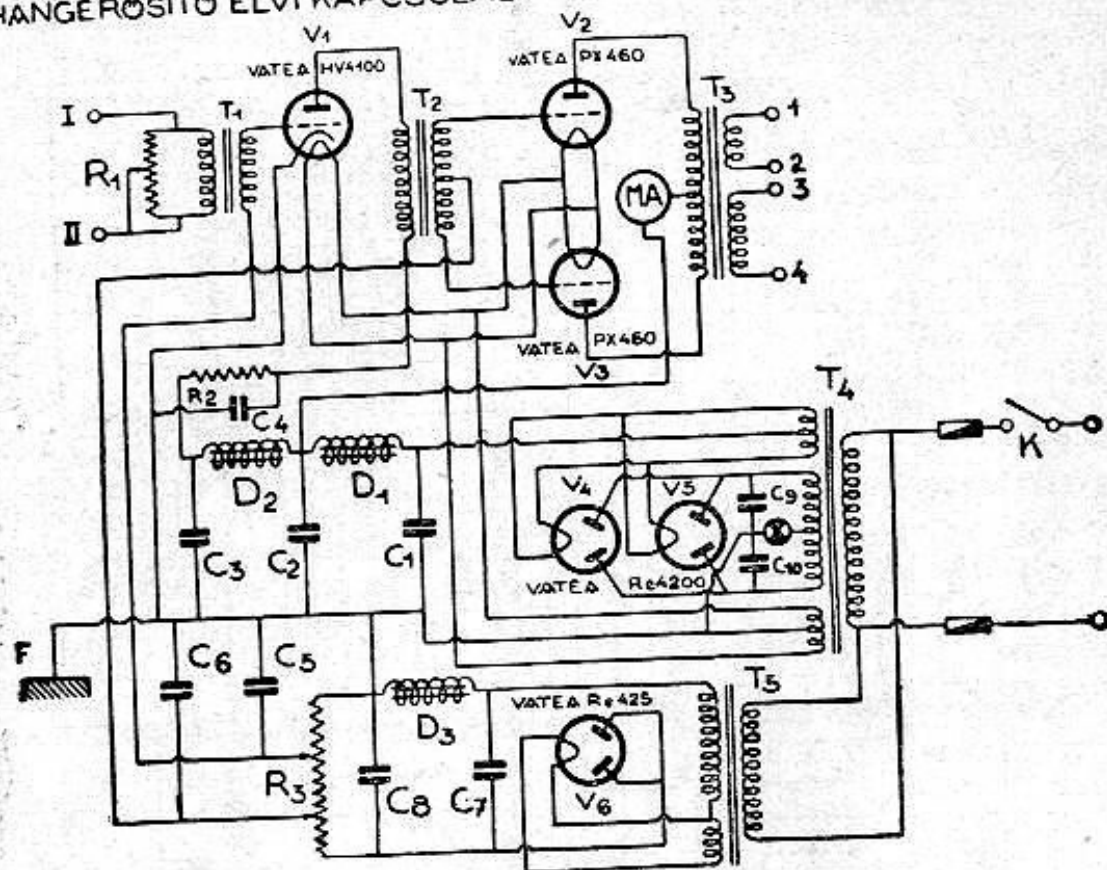 HANGERŐSÍTŐ ELVI KAPCSOLÁS
V1
V2
VATEA HV4100
VATEA PX460
I
T1
T2
T3
1
R1
2
MA
3
II
4
VATEA PX460
V3
R2
C4
T4
K
D2
D1
V4
V5
C9
C3
C2
C1
C10
VATEA
Re4200
F
C6
C5
T5
VATEA Re425
D3
R3
C8
C7
V6